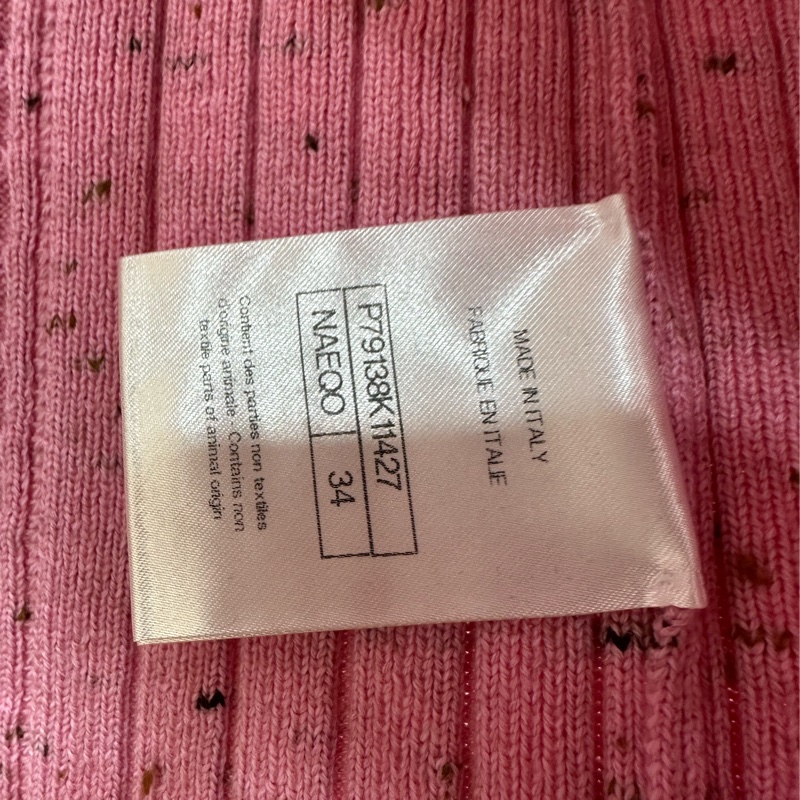 MADE IN ITALY
FABRIQUE EN ITALIE
P79138K11427
NAEQO 34
Contient des parties non textiles
d'origine animale - Contains non
textile parts of animal origin